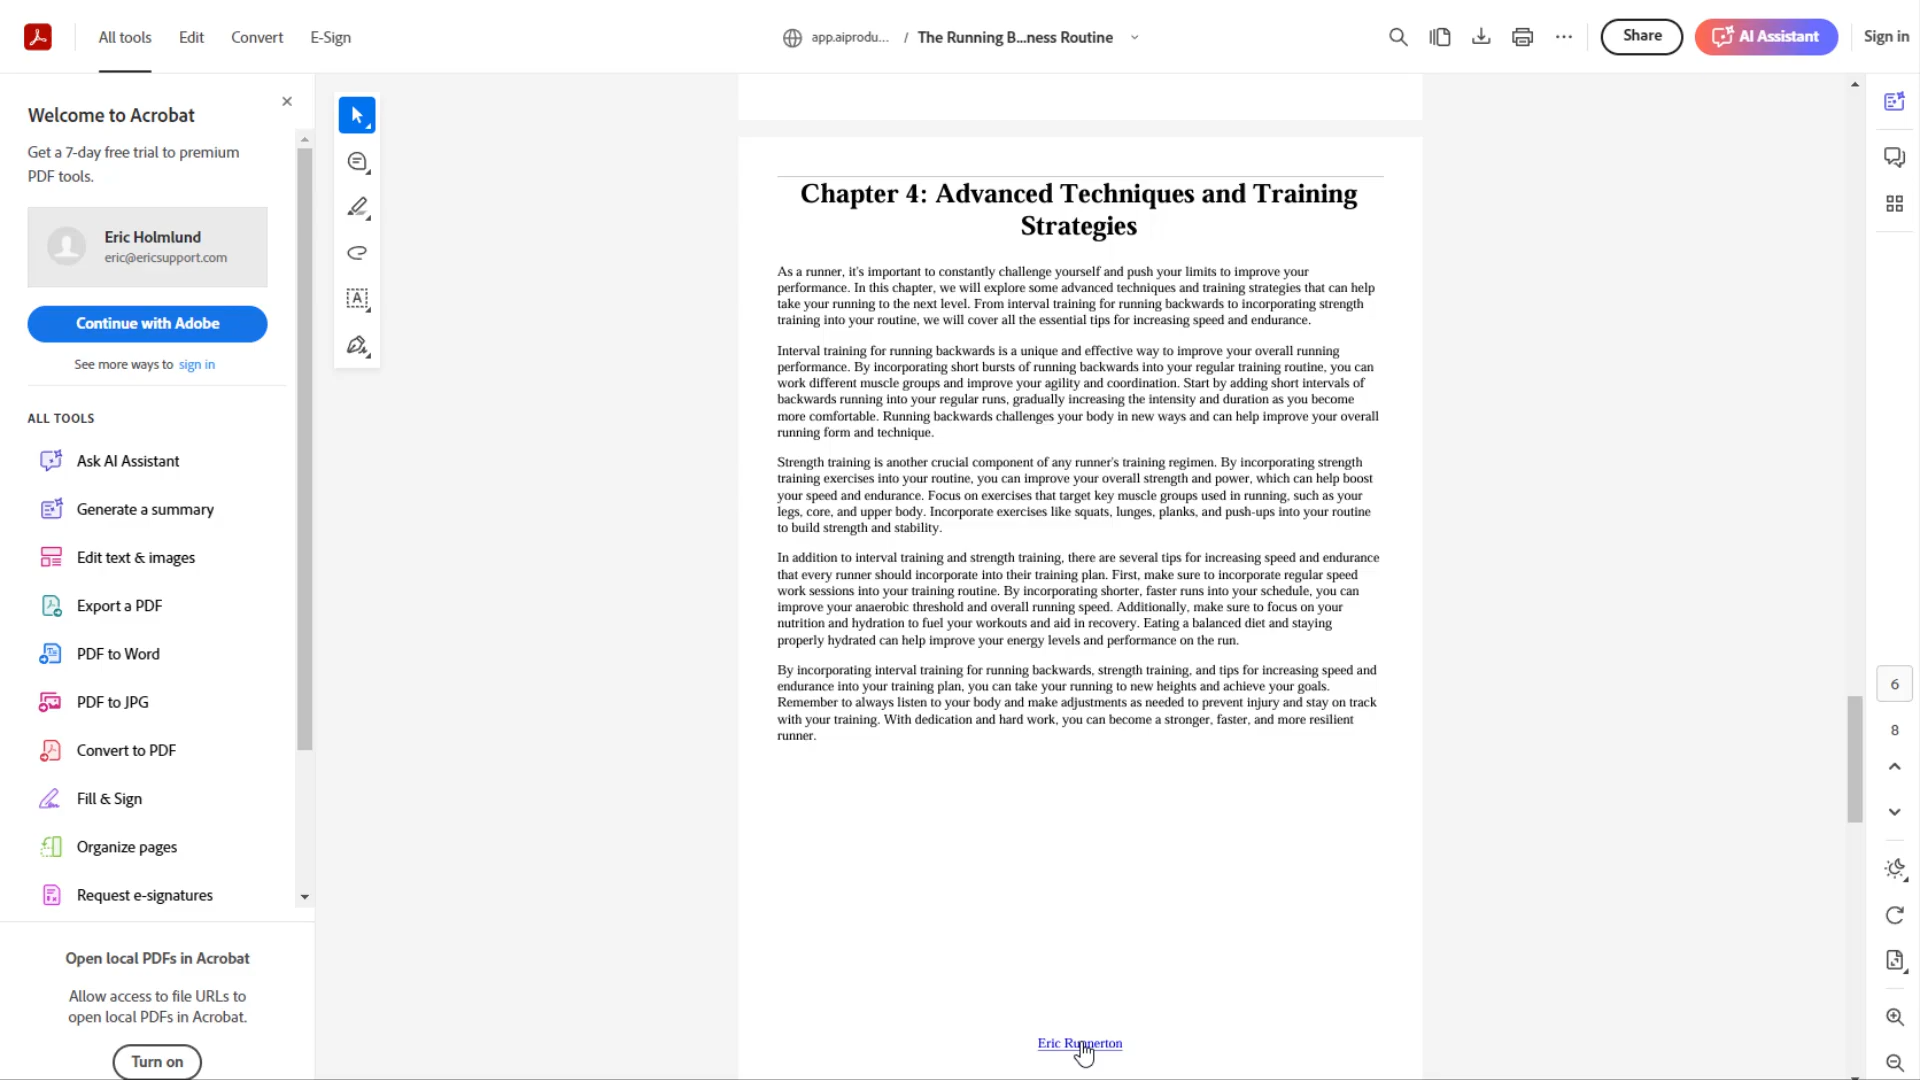 All tools
Edit
Convert
E-Sign
app.aiprodu... / The Running B...ness Routine
Share
AI Assistant
Sign in
Welcome to Acrobat
Get a 7-day free trial to premium
PDF tools.
Eric Holmlund
eric@ericsupport.com
Continue with Adobe
See more ways to sign in
ALL TOOLS
Ask AI Assistant
Generate a summary
Edit text & images
Export a PDF
PDF to Word
PDF to JPG
Convert to PDF
Fill & Sign
Organize pages
Request e-signatures
Open local PDFs in Acrobat
Allow access to file URLs to
open local PDFs in Acrobat.
Turn on
A
Chapter 4: Advanced Techniques and Training
Strategies
As a runner, it's important to constantly challenge yourself and push your limits to improve your
performance. In this chapter, we will explore some advanced techniques and training strategies that can help
take your running to the next level. From interval training for running backwards to incorporating strength
training into your routine, we will cover all the essential tips for increasing speed and endurance.
Interval training for running backwards is a unique and effective way to improve your overall running
performance. By incorporating short bursts of running backwards into your regular training routine, you can
work different muscle groups and improve your agility and coordination. Start by adding short intervals of
backwards running into your regular runs, gradually increasing the intensity and duration as you become
more comfortable. Running backwards challenges your body in new ways and can help improve your overall
running form and technique.
Strength training is another crucial component of any runner's training regimen. By incorporating strength
training exercises into your routine, you can improve your overall strength and power, which can help boost
your speed and endurance. Focus on exercises that target key muscle groups used in running, such as your
legs, core, and upper body. Incorporate exercises like squats, lunges, planks, and push-ups into your routine
to build strength and stability.
In addition to interval training and strength training, there are several tips for increasing speed and endurance
that every runner should incorporate into their training plan. First, make sure to incorporate regular speed
work sessions into your training routine. By incorporating shorter, faster runs into your schedule, you can
improve your anaerobic threshold and overall running speed. Additionally, make sure to focus on your
nutrition and hydration to fuel your workouts and aid in recovery. Eating a balanced diet and staying
properly hydrated can help improve your energy levels and performance on the run.
By incorporating interval training for running backwards, strength training, and tips for increasing speed and
endurance into your training plan, you can take your running to new heights and achieve your goals.
Remember to always listen to your body and make adjustments as needed to prevent injury and stay on track
with your training. With dedication and hard work, you can become a stronger, faster, and more resilient
runner.
Eric Runnerton
6
8